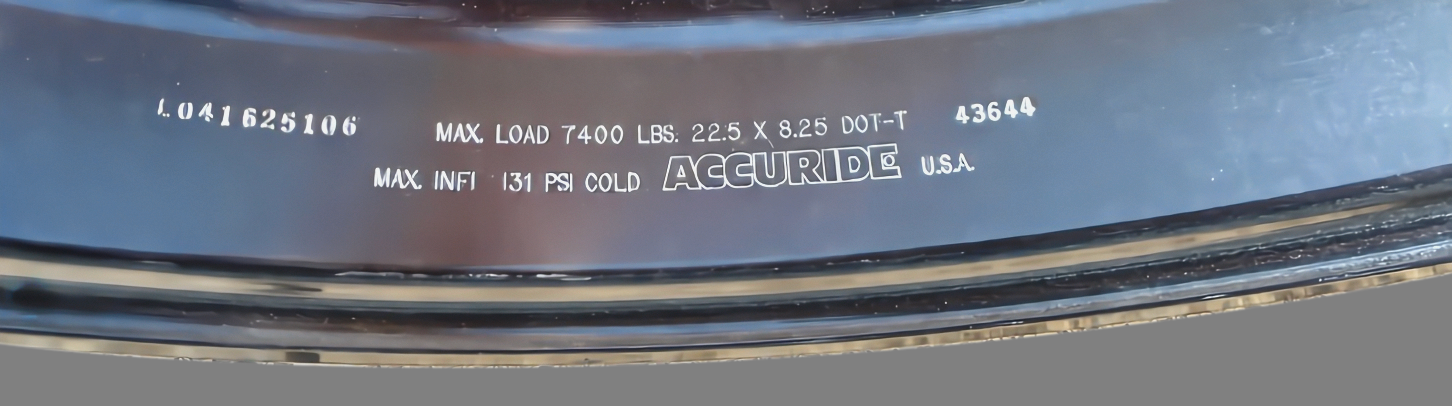 L041625106 MAX. LOAD 7400 LBS. 22.5 X 8.25 DOT-T 43644
MAX. INFl 131 PSI COLD ACCURIDE U.S.A.